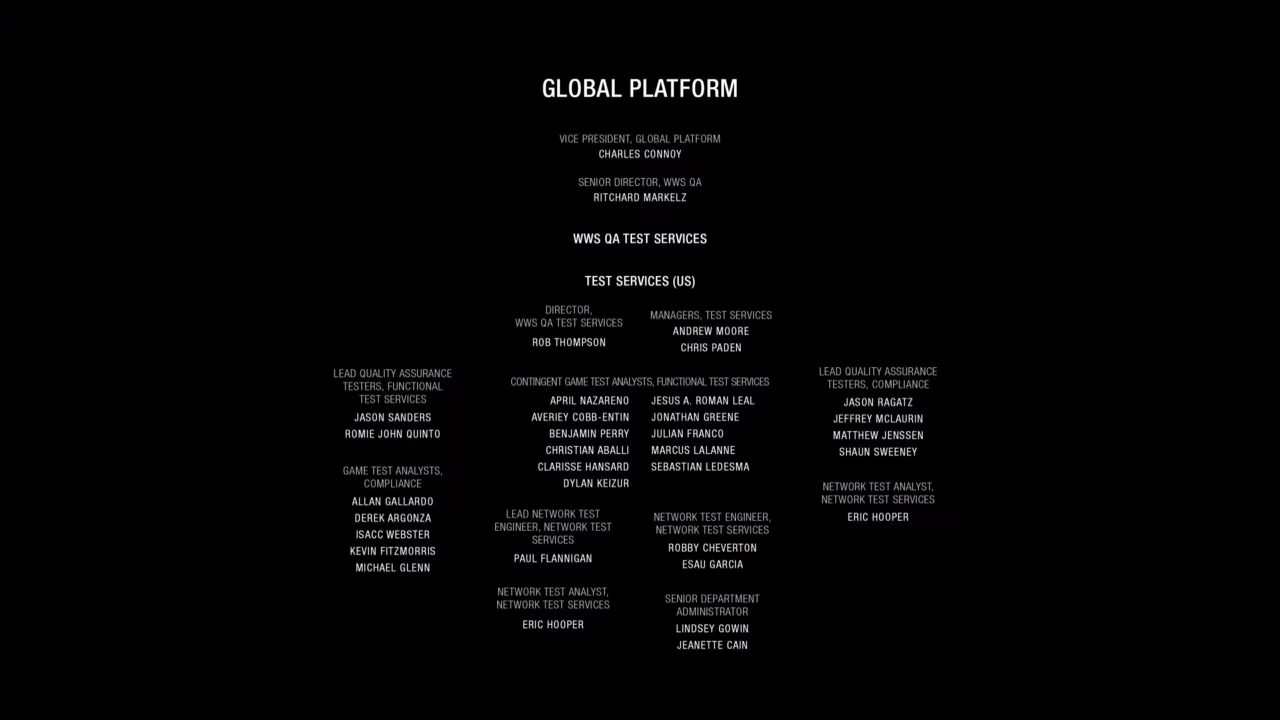 GLOBAL PLATFORM
VICE PRESIDENT, GLOBAL PLATFORM
CHARLES CONNOY
SENIOR DIRECTOR, WWS QA
RITCHARD MARKELZ
WWS QA TEST SERVICES
TEST SERVICES (US)
DIRECTOR,
WWS QA TEST SERVICES
ROB THOMPSON
MANAGERS, TEST SERVICES
ANDREW MOORE
CHRIS PADEN
LEAD QUALITY ASSURANCE
TESTERS, FUNCTIONAL
TEST SERVICES
JASON SANDERS
ROMIE JOHN QUINTO
GAME TEST ANALYSTS,
COMPLIANCE
ALLAN GALLARDO
DEREK ARGONZA
ISACC WEBSTER
KEVIN FITZMORRIS
MICHAEL GLENN
CONTINGENT GAME TEST ANALYSTS, FUNCTIONAL TEST SERVICES
APRIL NAZARENO
AVERIEY COBB-ENTIN
BENJAMIN PERRY
CHRISTIAN ABALLI
CLARISSE HANSARD
DYLAN KEIZUR
JESUS A. ROMAN LEAL
JONATHAN GREENE
JULIAN FRANCO
MARCUS LALANNE
SEBASTIAN LEDESMA
LEAD NETWORK TEST
ENGINEER, NETWORK TEST
SERVICES
PAUL FLANNIGAN
NETWORK TEST ANALYST,
NETWORK TEST SERVICES
ERIC HOOPER
NETWORK TEST ENGINEER,
NETWORK TEST SERVICES
ROBBY CHEVERTON
ESAU GARCIA
SENIOR DEPARTMENT
ADMINISTRATOR
LINDSEY GOWIN
JEANETTE CAIN
LEAD QUALITY ASSURANCE
TESTERS, COMPLIANCE
JASON RAGATZ
JEFFREY MCLAURIN
MATTHEW JENSSEN
SHAUN SWEENEY
NETWORK TEST ANALYST,
NETWORK TEST SERVICES
ERIC HOOPER